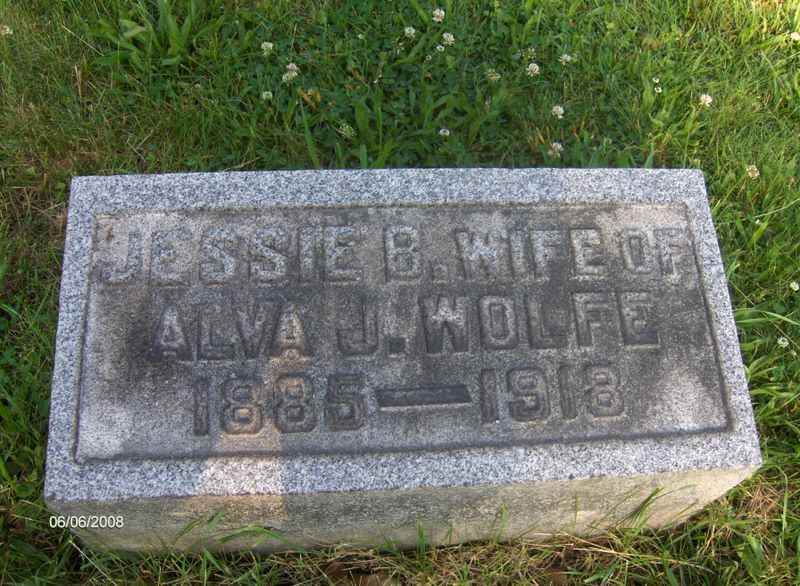 JESSIE B. WIFE OF
ALVA J. WOLFE
1885—1918
06/06/2008